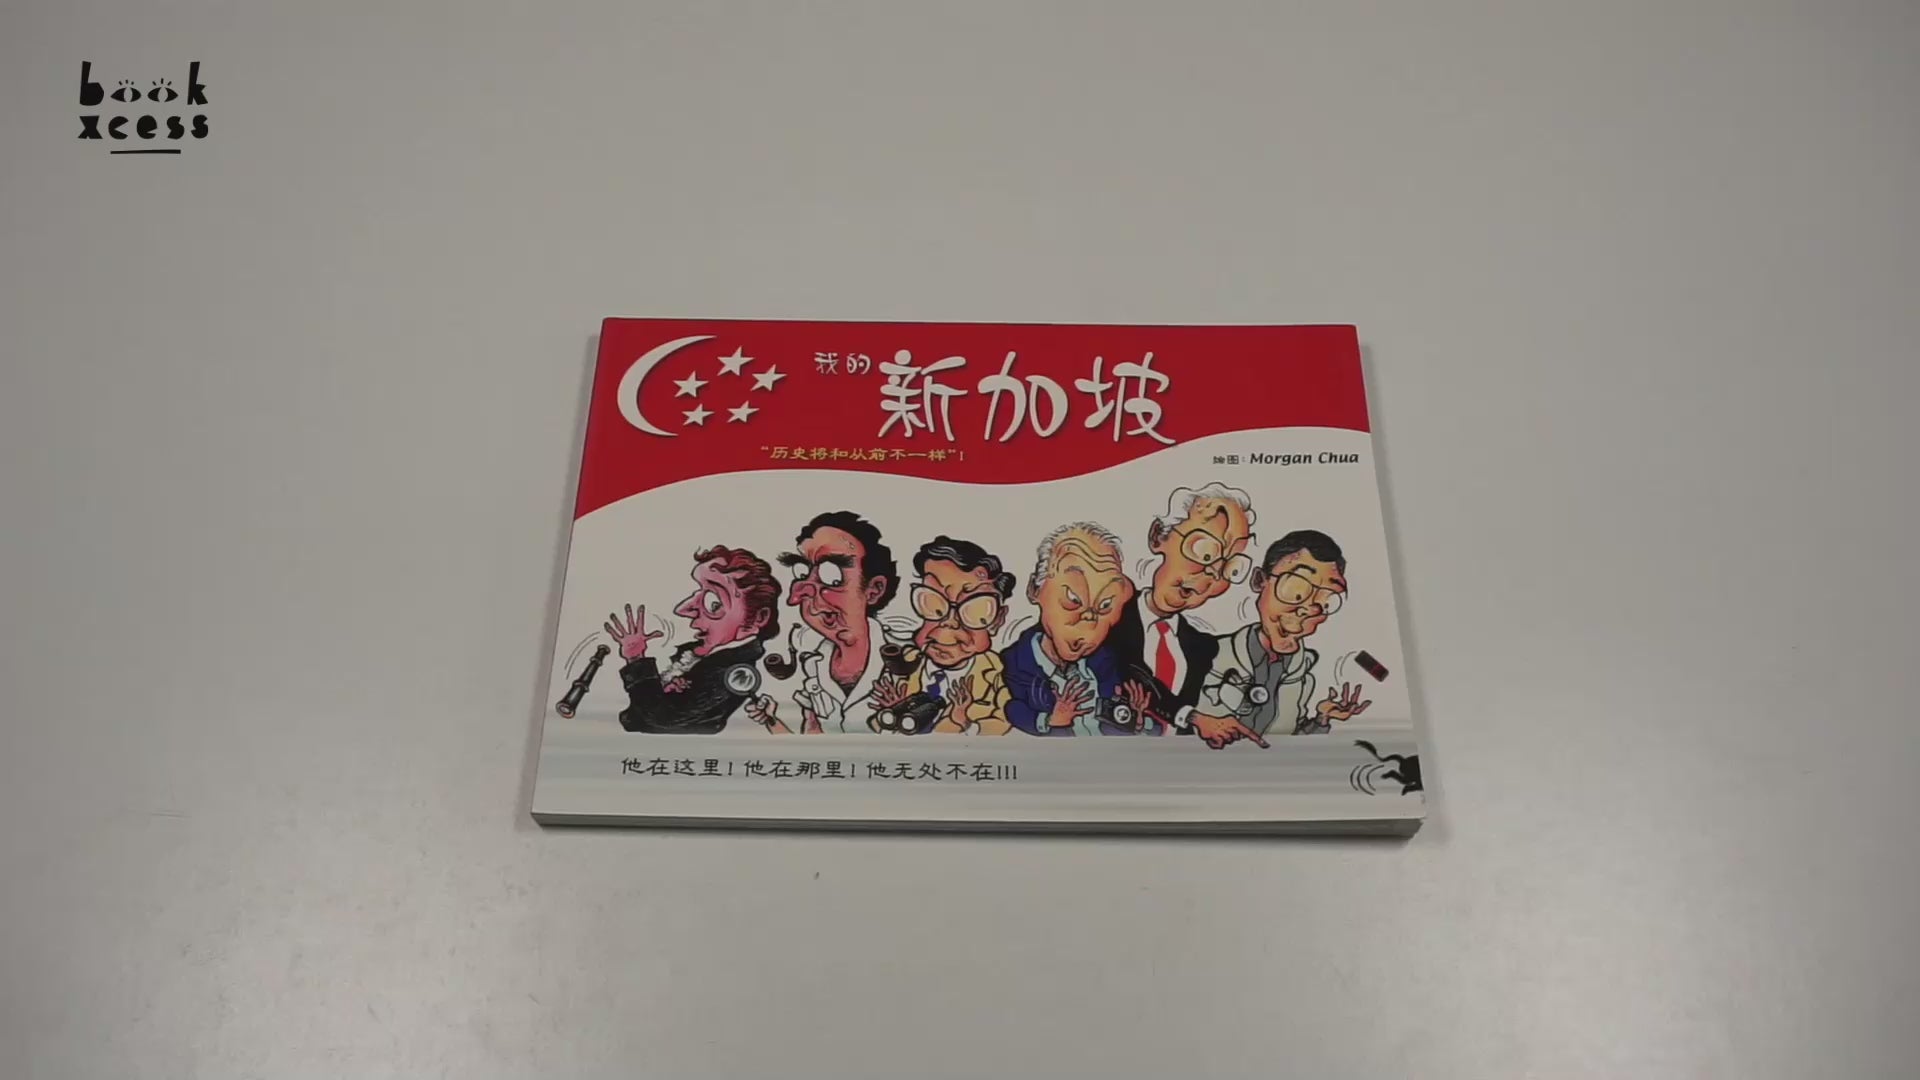 book
xcess
我的新加坡
“历史将和从前不一样”!
绘图: Morgan Chua
他在这里! 他在那里! 他无处不在!!!